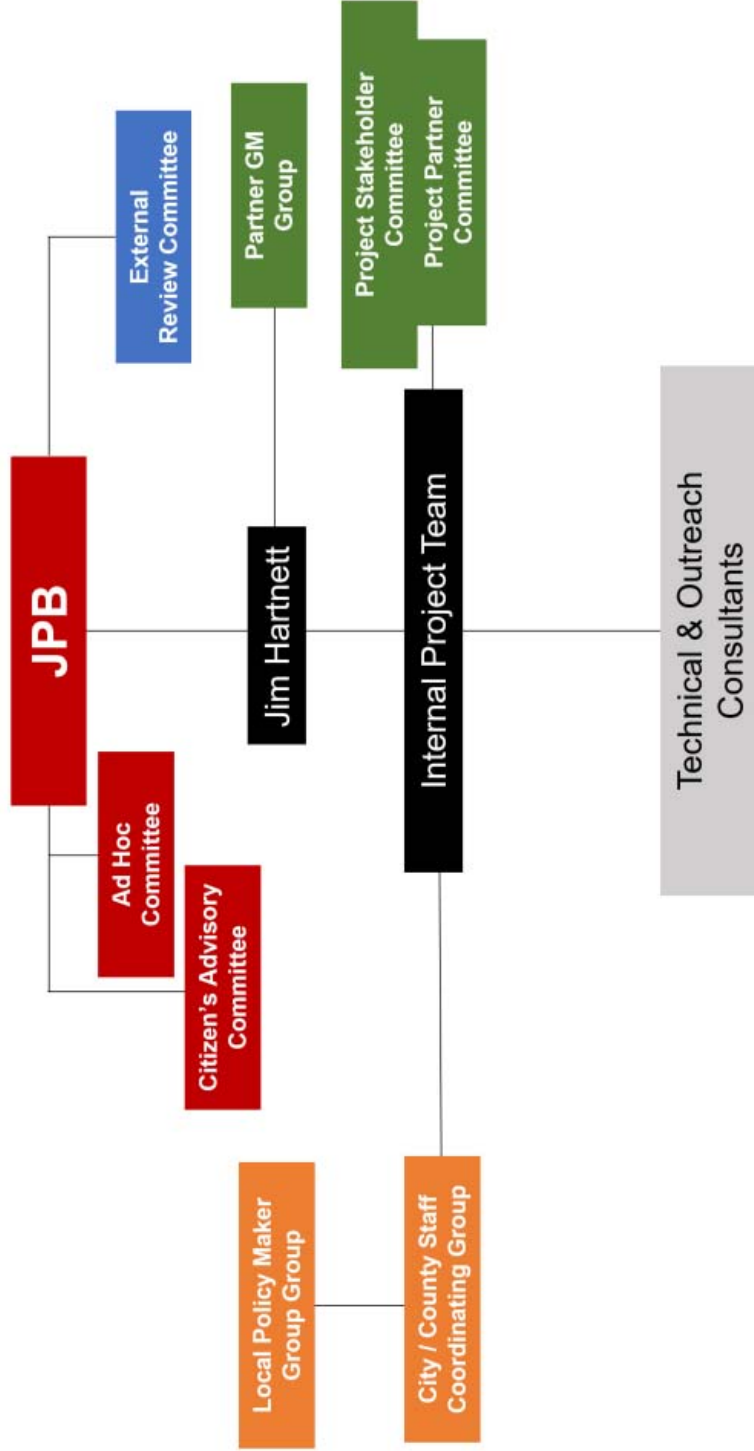 JPB
External
Review Committee
Ad Hoc
Committee
Citizen's Advisory
Committee
Jim Hartnett
Partner GM
Group
Local Policy Maker
Group Group
Internal Project Team
Project Stakeholder
Committee
Project Partner
Committee
City / County Staff
Coordinating Group
Technical & Outreach
Consultants